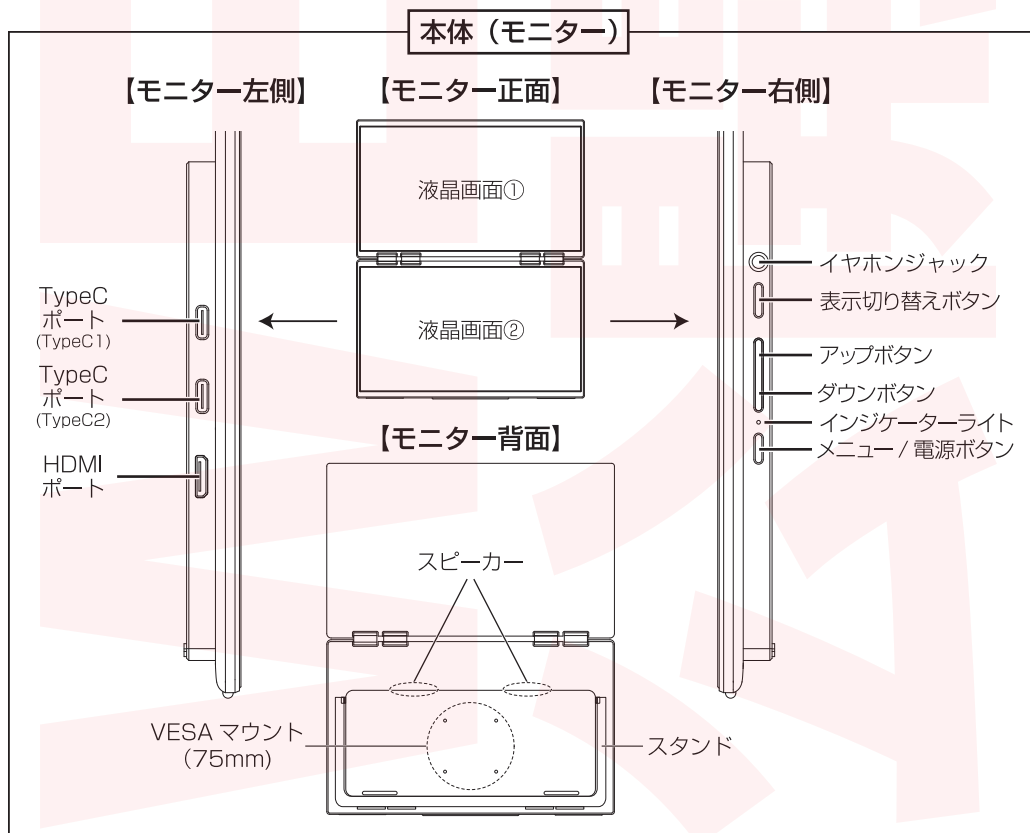 本体（モニター）
【モニター左側】
【モニター正面】
【モニター右側】
液晶画面①
液晶画面②
TypeC
ポート
(TypeC1)
TypeC
ポート
(TypeC2)
HDMI
ポート
イヤホンジャック
表示切り替えボタン
アップボタン
ダウンボタン
インジケーターライト
メニュー / 電源ボタン
【モニター背面】
スピーカー
VESA マウント
(75mm)
スタンド